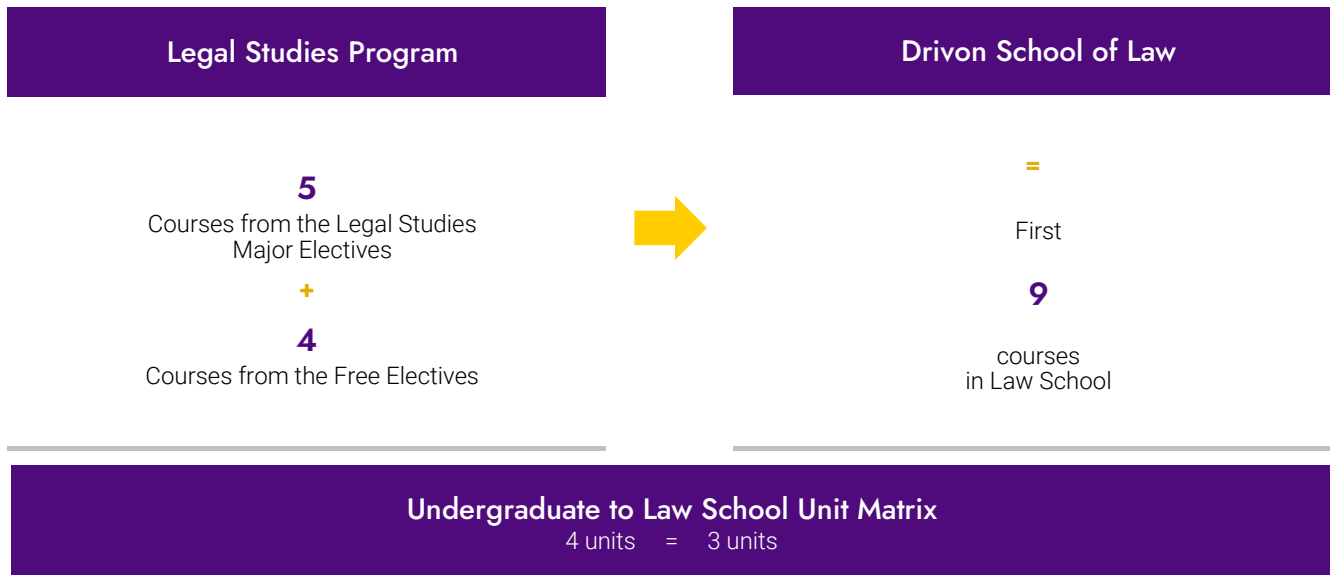 Legal Studies Program
5
Courses from the Legal Studies
Major Electives
+
4
Courses from the Free Electives
Drivon School of Law
=
First
9
courses
in Law School
Undergraduate to Law School Unit Matrix
4 units = 3 units